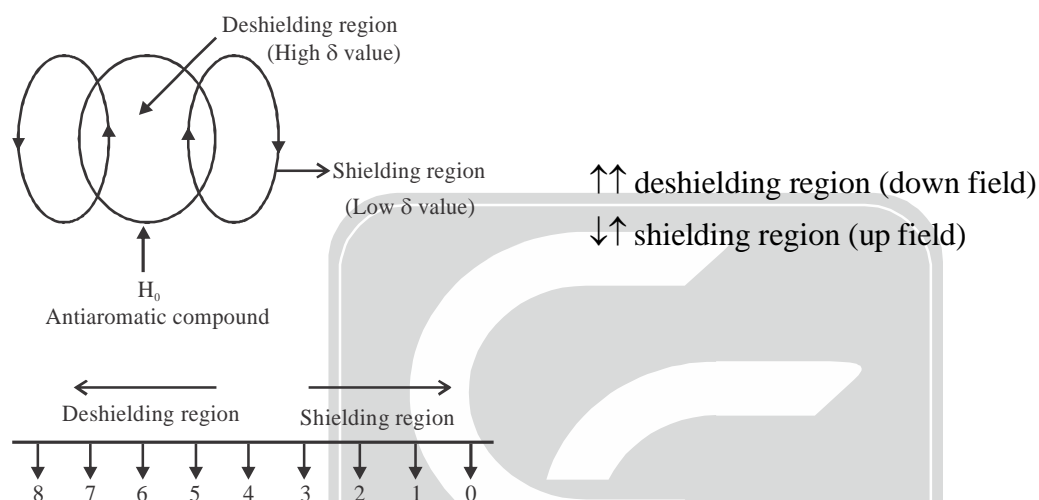 Deshielding region
(High δ value)
Shielding region
(Low δ value)
↑↑ deshielding region (down field)
↓↑ shielding region (up field)
H₀
Antiaromatic compound
Deshielding region Shielding region
8 7 6 5 4 3 2 1 0